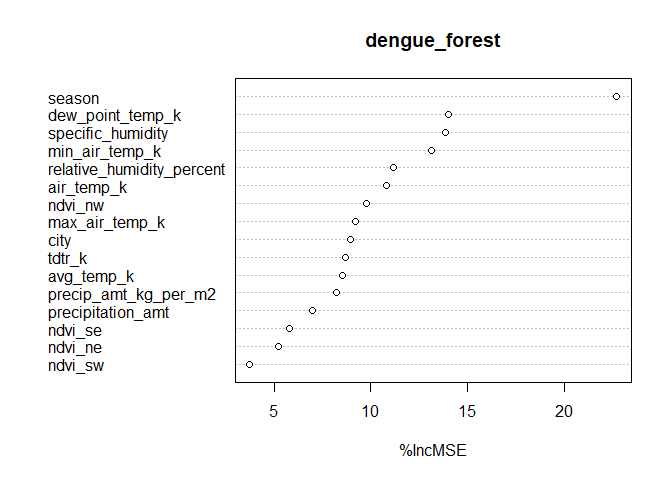 dengue_forest
season
dew_point_temp_k
specific_humidity
min_air_temp_k
relative_humidity_percent
air_temp_k
ndvi_nw
max_air_temp_k
city
tdtr_k
avg_temp_k
precip_amt_kg_per_m2
precipitation_amt
ndvi_se
ndvi_ne
ndvi_sw
5 10 15 20
%IncMSE